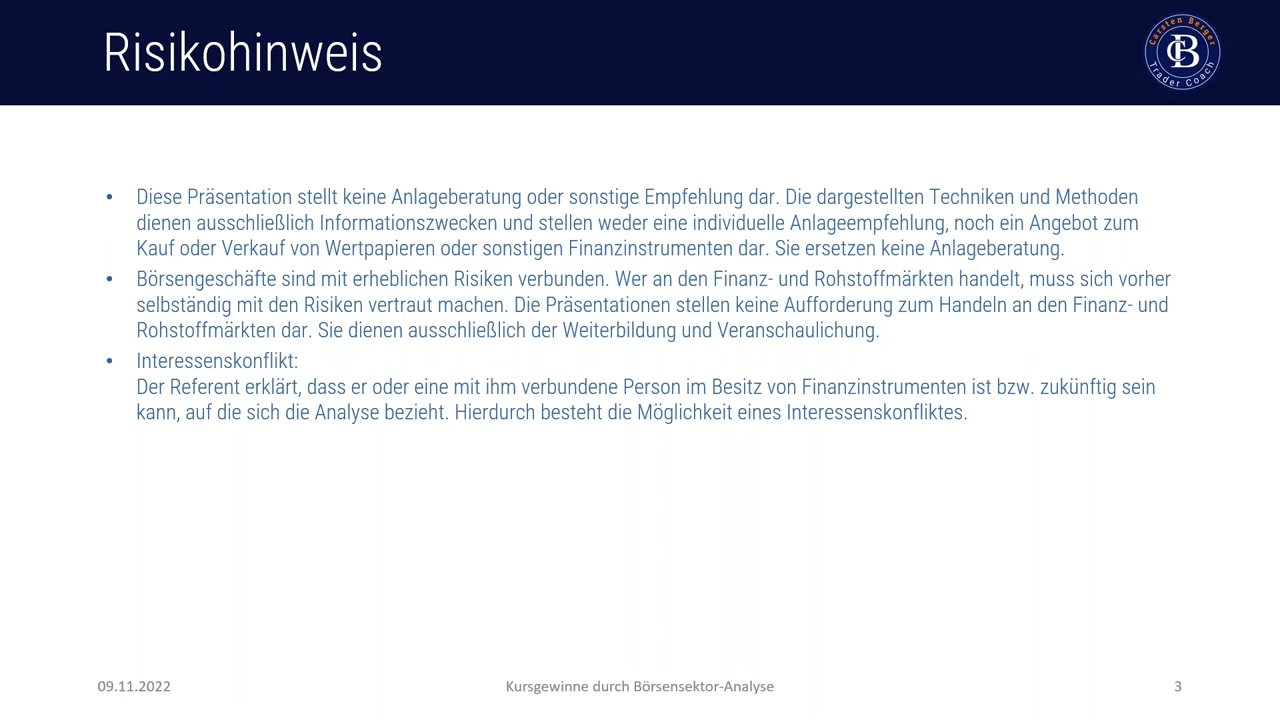 Risikohinweis
Carsten Berger
CB
Trader Coach
• Diese Präsentation stellt keine Anlageberatung oder sonstige Empfehlung dar. Die dargestellten Techniken und Methoden
dienen ausschließlich Informationszwecken und stellen weder eine individuelle Anlageempfehlung, noch ein Angebot zum
Kauf oder Verkauf von Wertpapieren oder sonstigen Finanzinstrumenten dar. Sie ersetzen keine Anlageberatung.
• Börsengeschäfte sind mit erheblichen Risiken verbunden. Wer an den Finanz- und Rohstoffmärkten handelt, muss sich vorher
selbständig mit den Risiken vertraut machen. Die Präsentationen stellen keine Aufforderung zum Handeln an den Finanz- und
Rohstoffmärkten dar. Sie dienen ausschließlich der Weiterbildung und Veranschaulichung.
• Interessenskonflikt:
Der Referent erklärt, dass er oder eine mit ihm verbundene Person im Besitz von Finanzinstrumenten ist bzw. zukünftig sein
kann, auf die sich die Analyse bezieht. Hierdurch besteht die Möglichkeit eines Interessenskonfliktes.
09.11.2022
Kursgewinne durch Börsensektor-Analyse
3